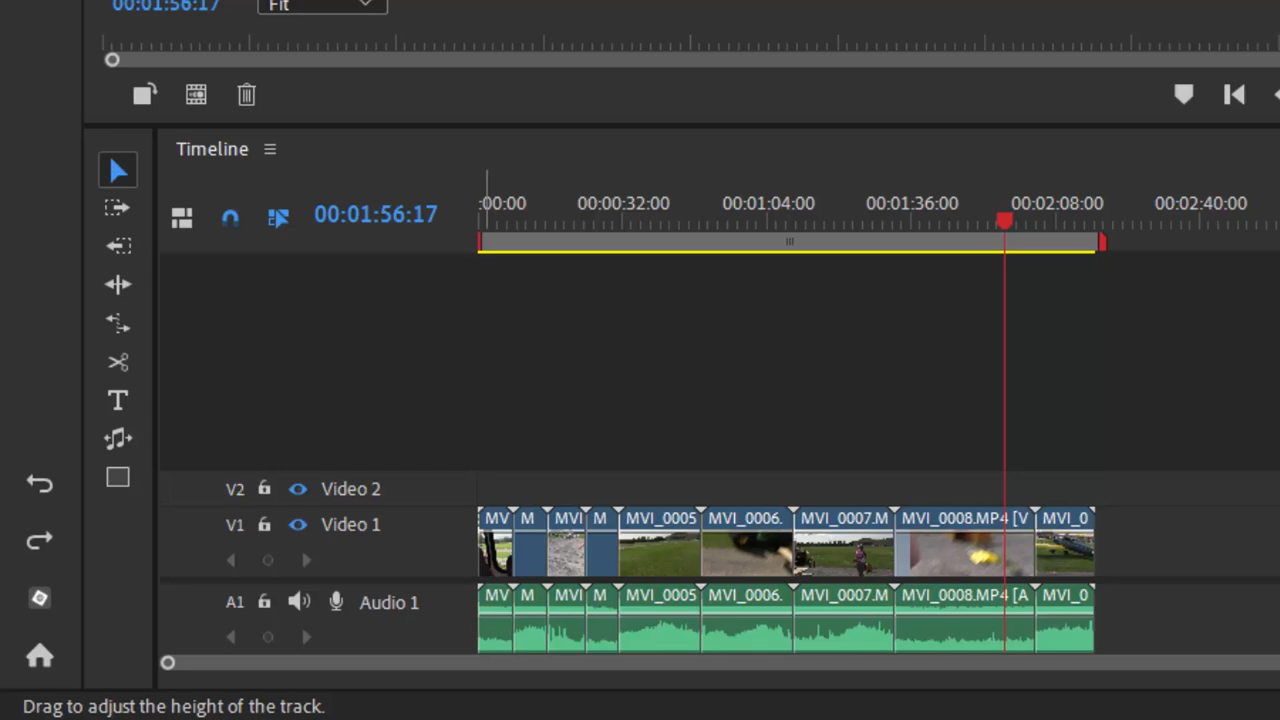 00:01:56:17
Fit
Timeline
00:01:56:17
:00:00 00:00:32:00 00:01:04:00 00:01:36:00 00:02:08:00 00:02:40:00
V2 Video 2
V1 Video 1
MV M MVI M MVI_0005 MVI_0006. MVI_0007.M MVI_0008.MP4 [V MVI_0
A1 Audio 1
MV M MVI M MVI_0005 MVI_0006. MVI_0007.M MVI_0008.MP4 [A MVI_0
T
Drag to adjust the height of the track.